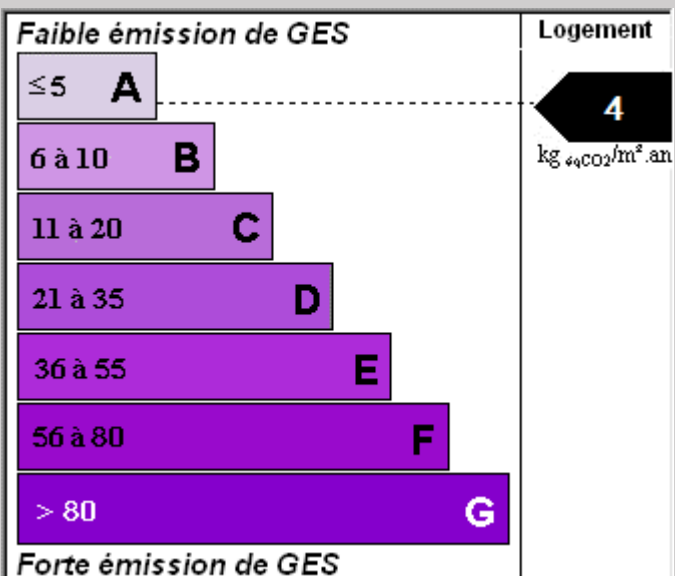 Faible émission de GES
Logement
≤5 A
4
kg éqCO2/m².an
6 à 10 B
11 à 20 C
21 à 35 D
36 à 55 E
56 à 80 F
> 80 G
Forte émission de GES